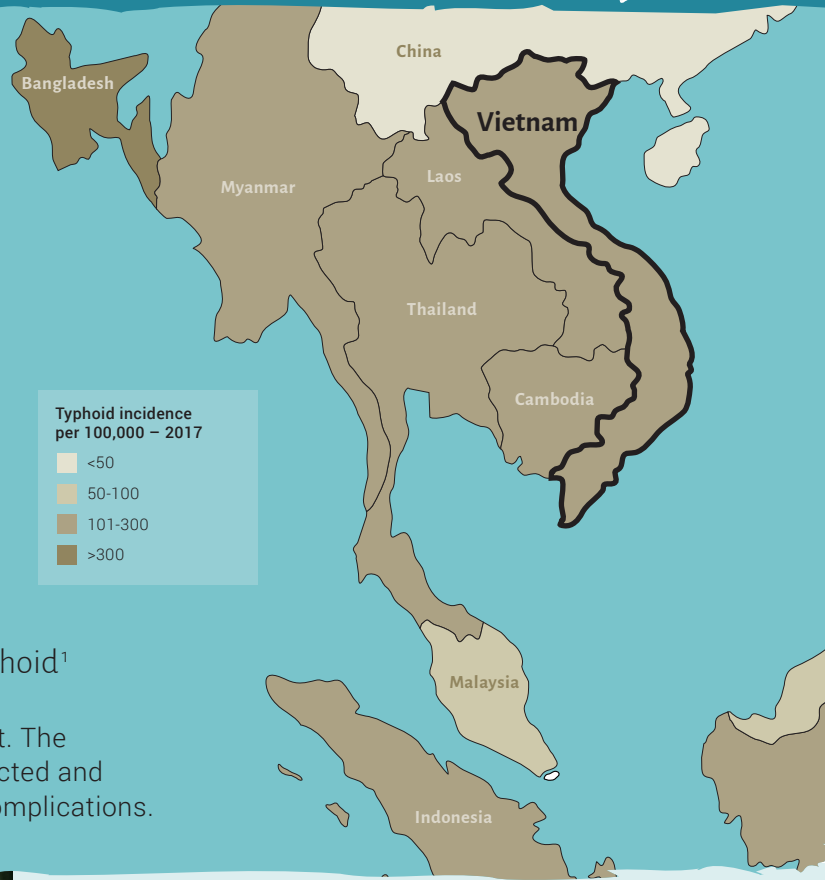 China
Bangladesh
Vietnam
Laos
Myanmar
Thailand
Cambodia
Typhoid incidence
per 100,000 – 2017
<50
50-100
101-300
>300
hoid1
Malaysia
t. The
cted and
omplications.
Indonesia